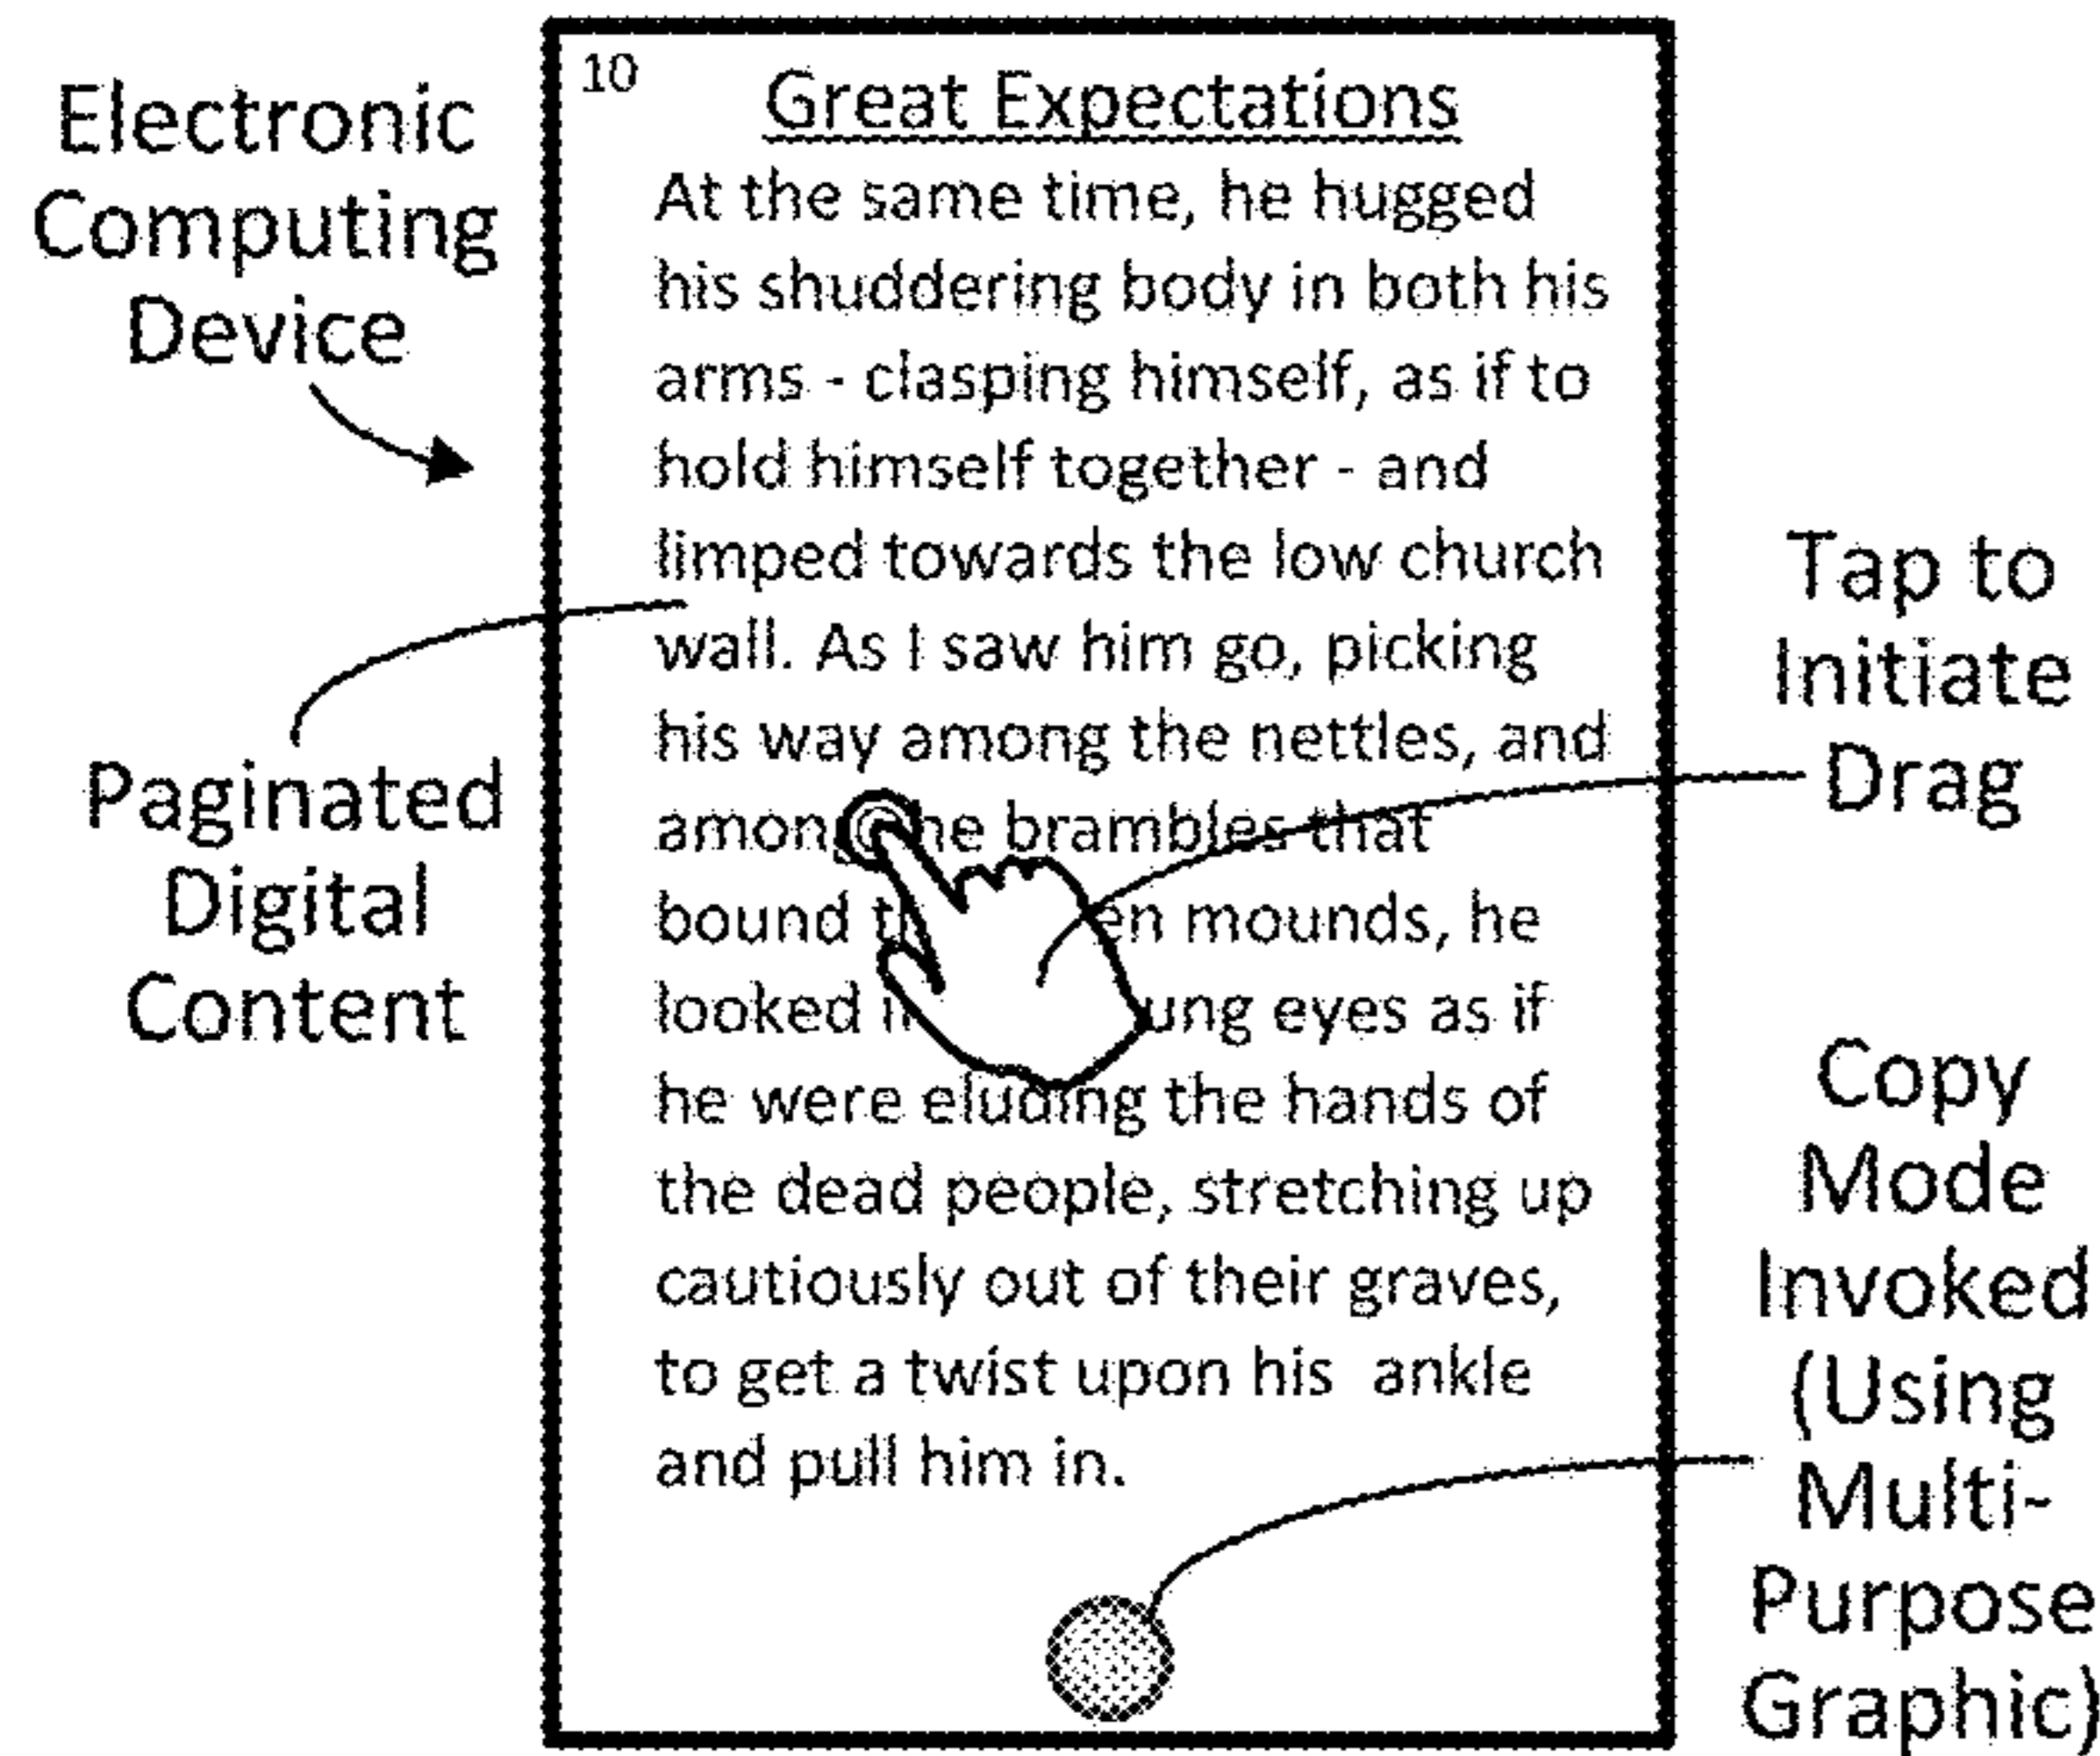 Electronic
Computing
Device
Paginated
Digital
Content
10
Great Expectations
At the same time, he hugged
his shuddering body in both his
arms - clasping himself, as if to
hold himself together - and
limped towards the low church
wall. As I saw him go, picking
his way among the nettles, and
among he brambles that
bound en mounds, he
looked ung eyes as if
he were eluding the hands of
the dead people, stretching up
cautiously out of their graves,
to get a twist upon his ankle
and pull him in.
Tap to
Initiate
Drag
Copy
Mode
Invoked
(Using
Multi-
Purpose
Graphic)